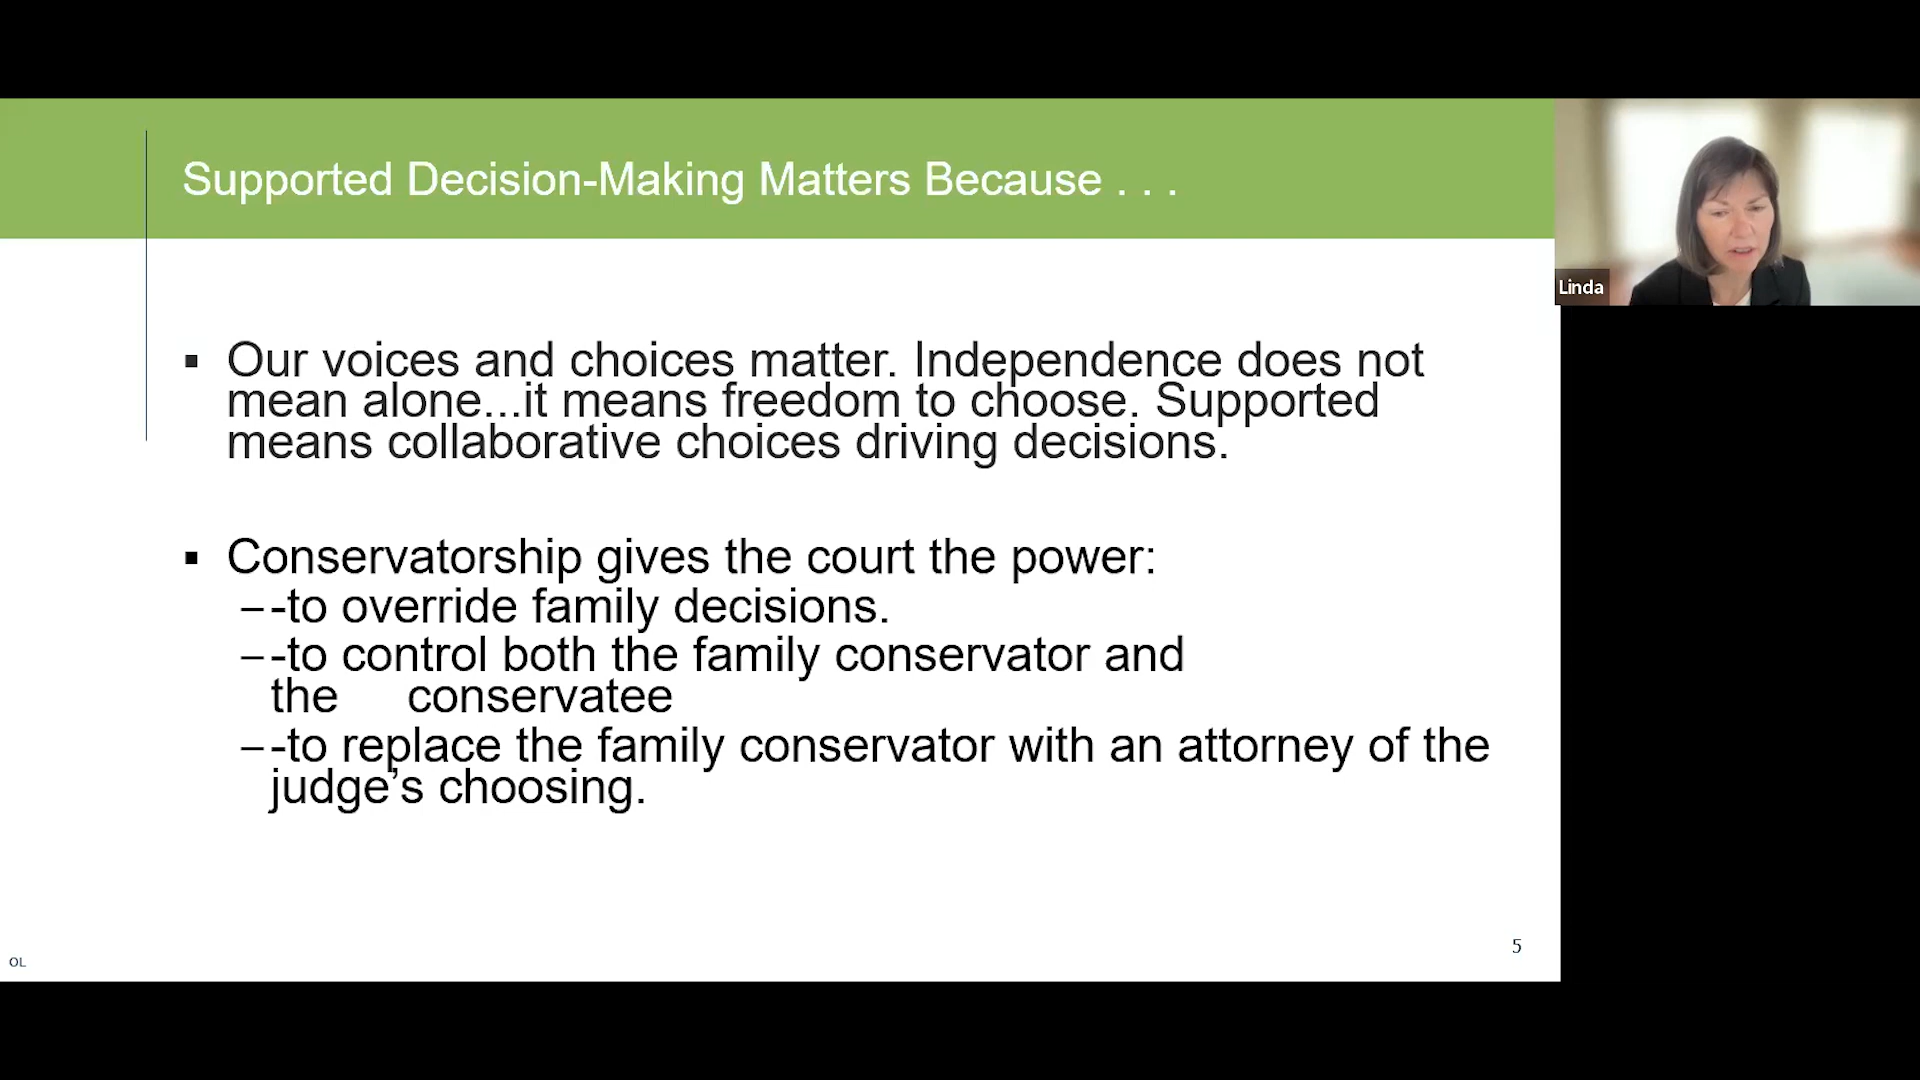 Supported Decision-Making Matters Because . . .
Linda
▪ Our voices and choices matter. Independence does not
mean alone...it means freedom to choose. Supported
means collaborative choices driving decisions.
▪ Conservatorship gives the court the power:
–-to override family decisions.
–-to control both the family conservator and
the conservatee
–-to replace the family conservator with an attorney of the
judge’s choosing.
5
OL